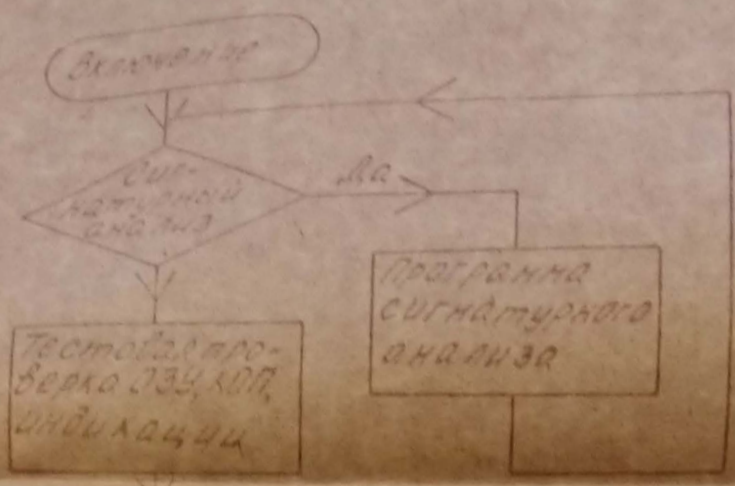 Включение
Сиг-
натурный
анализ
Да
Программа
сигнатурного
анализа
Тестовая про-
верка ОЗУ, КОП,
индикации